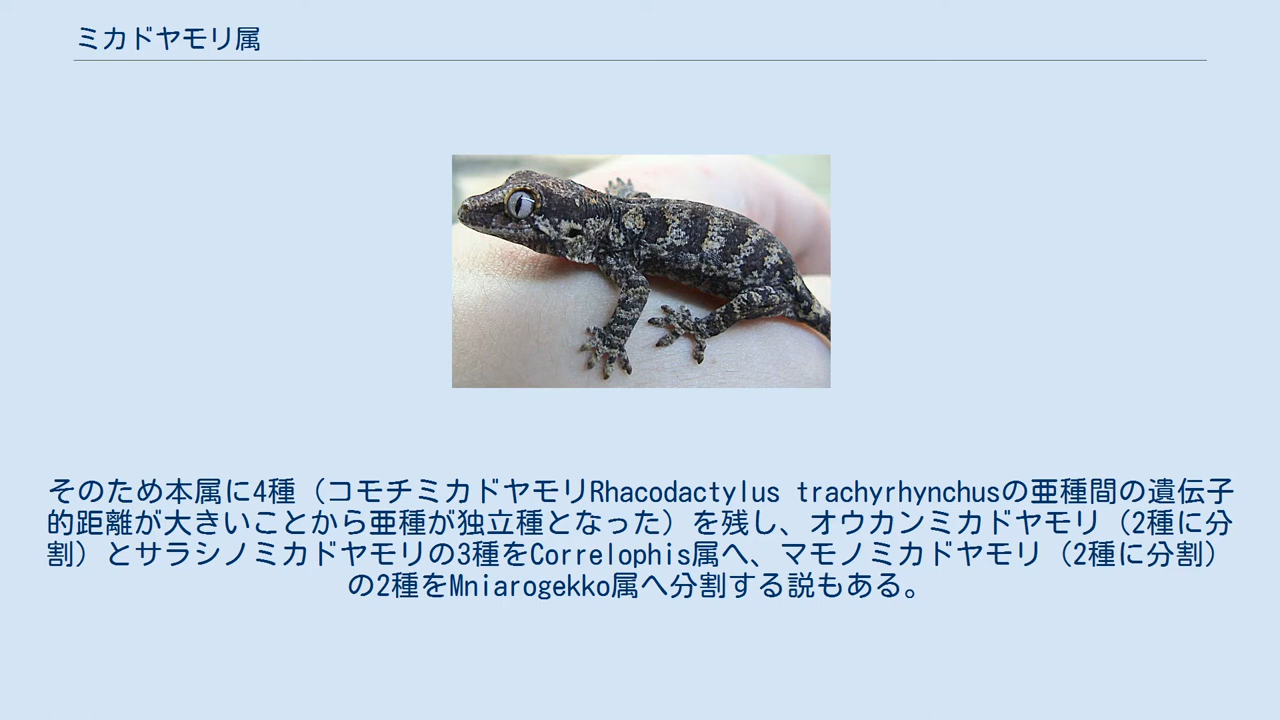 ミカドヤモリ属
そのため本属に4種（コモチミカドヤモリRhacodactylus trachyrhynchusの亜種間の遺伝子
的距離が大きいことから亜種が独立種となった）を残し、オウカンミカドヤモリ（2種に分
割）とサラシノミカドヤモリの3種をCorrelophis属へ、マモノミカドヤモリ（2種に分割）
の2種をMniarogekko属へ分割する説もある。